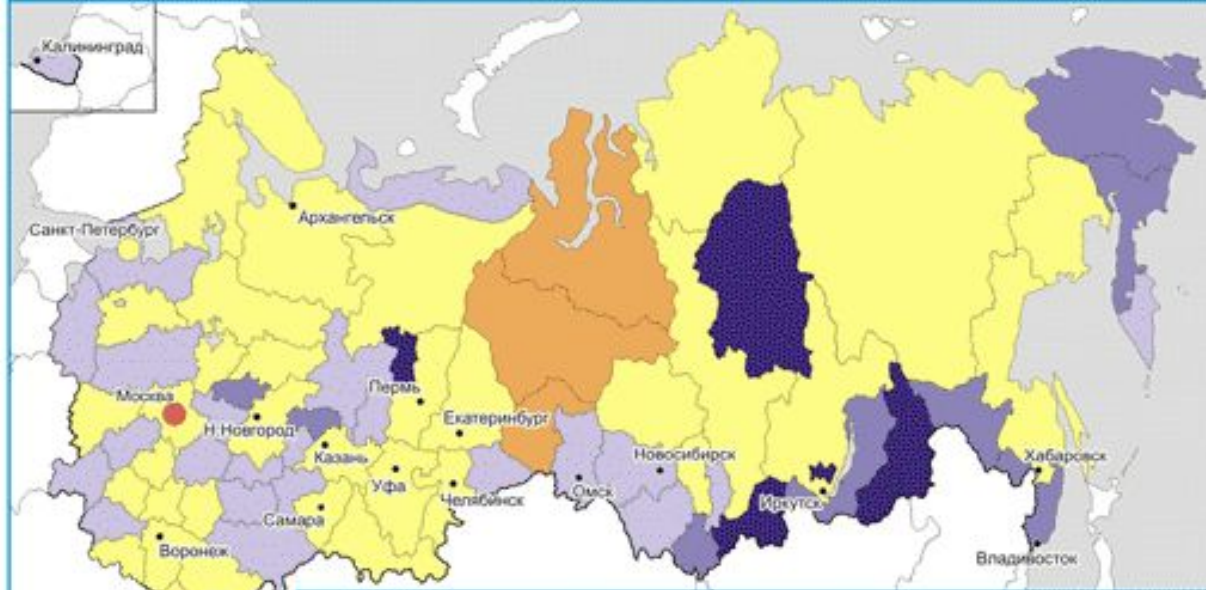 Калининград
Архангельск
Санкт-Петербург
Москва
Пермь
Екатеринбург
Н.Новгород
Казань
Новосибирск
Хабаровск
Уфа
Челябинск
Омск
Иркутск
Самара
Воронеж
Владивосток